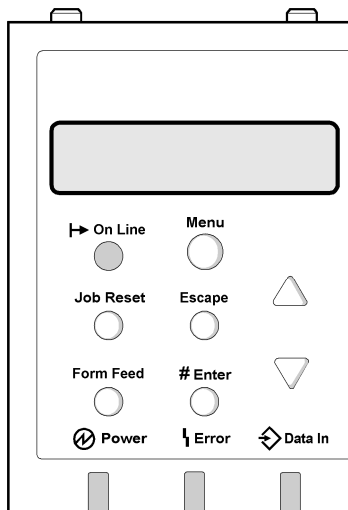 On Line
Menu
Job Reset
Escape
Form Feed
# Enter
Power
Error
Data In